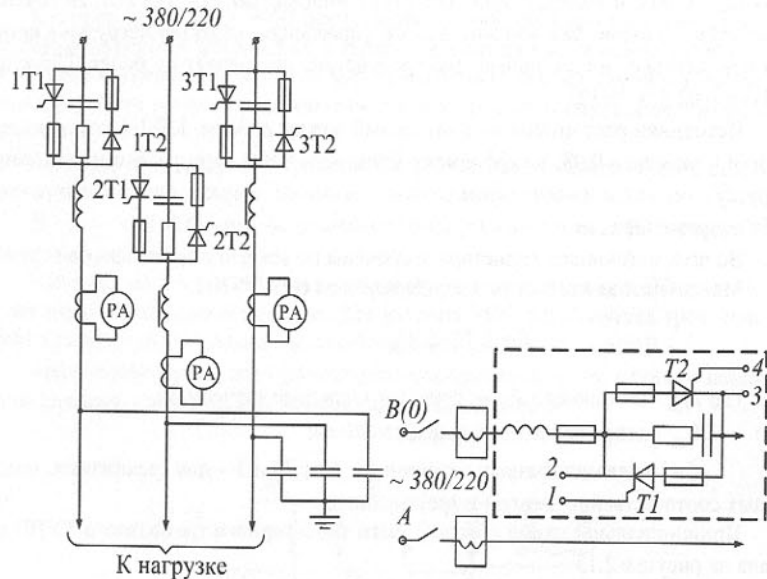 ~ 380/220
1T1
3T1
1T2
3T2
2T1
2T2
PA
PA
PA
T2
4
3
B(0)
~ 380/220
2
1
T1
A
К нагрузке